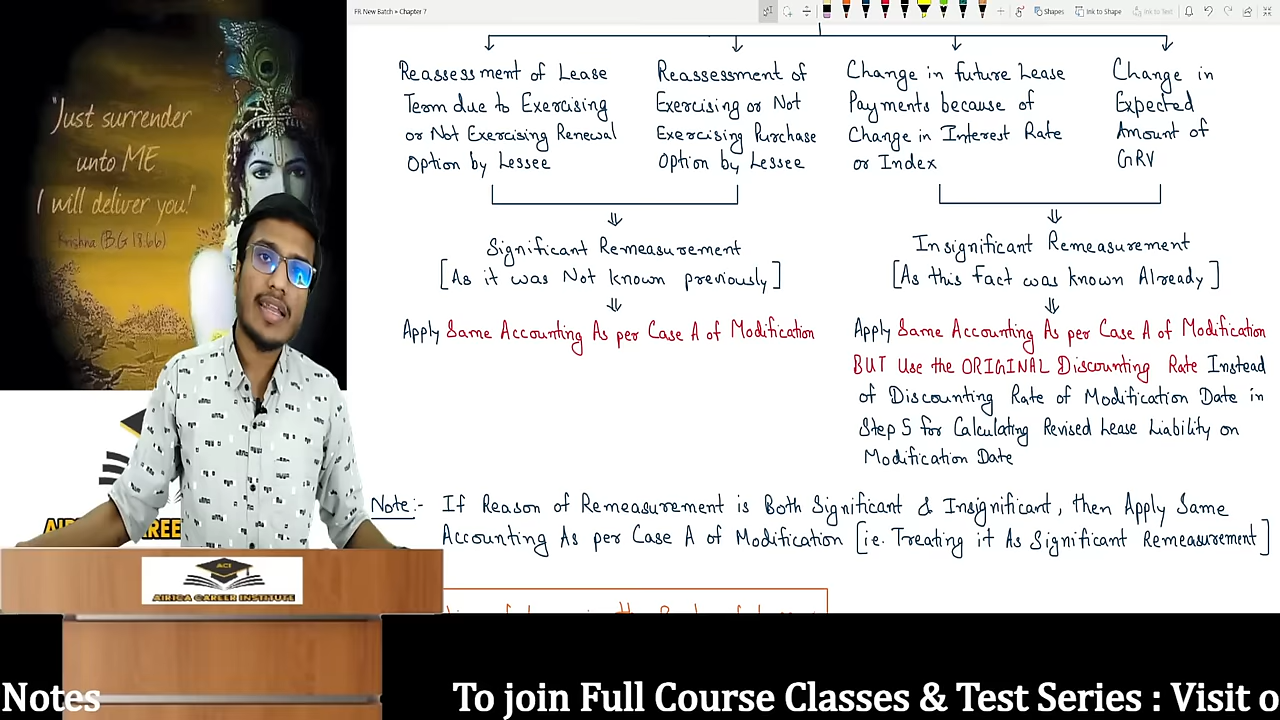 FR New Batch » Chapter 7
Shapes
Ink to Shape
Ink to Text
"Just surrender
unto ME
I will deliver you!"
- Krishna (BG 18:66)
Reassessment of Lease
Term due to Exercising
or Not Exercising Renewal
Option by Lessee
Reassessment of
Exercising or Not
Exercising Purchase
Option by Lessee
Change in future Lease
Payments because of
Change in Interest Rate
or Index
Change in
Expected
Amount of
GRV
Significant Remeasurement
[As it was Not known previously]
Apply Same Accounting As per Case A of Modification
Insignificant Remeasurement
[As this fact was known Already]
Apply Same Accounting As per Case A of Modification
BUT Use the ORIGINAL Discounting Rate Instead
of Discounting Rate of Modification Date in
Step 5 for Calculating Revised Lease Liability on
Modification Date
Note:- If Reason of Remeasurement is Both Significant & Insignificant, then Apply Same
Accounting As per Case A of Modification [ie. Treating it As Significant Remeasurement]
ACI
AIRIGA CAREER INSTITUTE
Notes
To join Full Course Classes & Test Series : Visit o